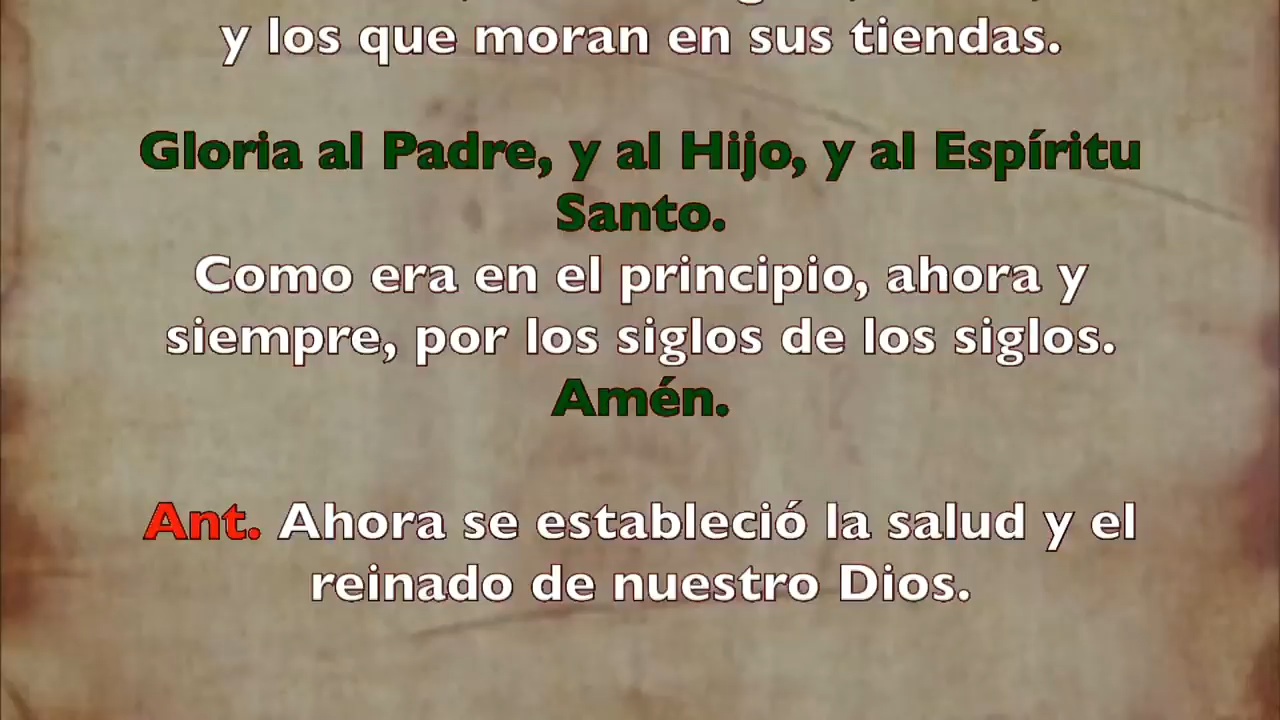 y los que moran en sus tiendas.
Gloria al Padre, y al Hijo, y al Espíritu
Santo.
Como era en el principio, ahora y
siempre, por los siglos de los siglos.
Amén.
Ant. Ahora se estableció la salud y el
reinado de nuestro Dios.